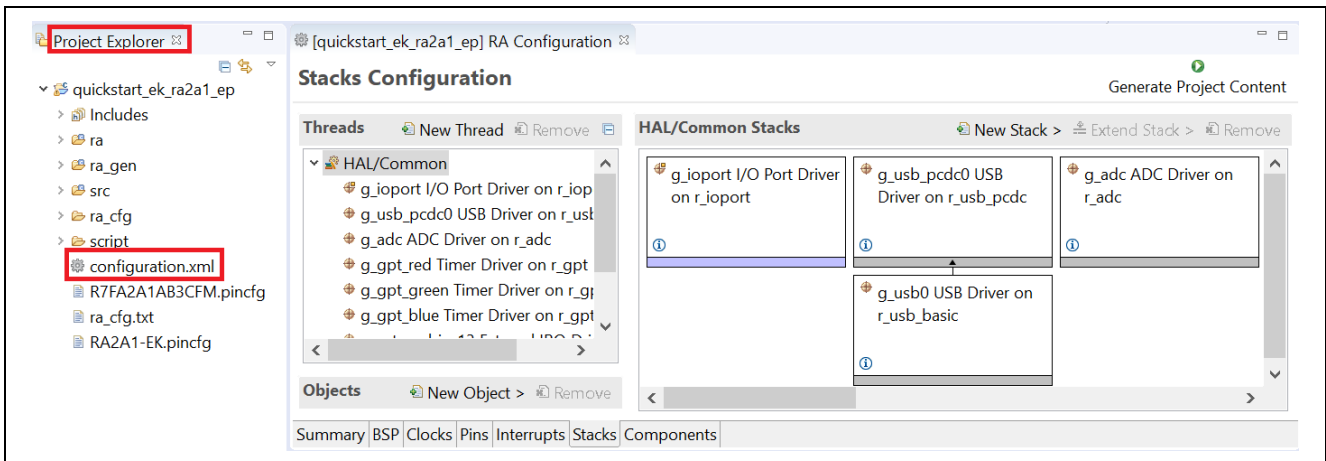 Project Explorer
quickstart_ek_ra2a1_ep
Includes
ra
ra_gen
src
ra_cfg
script
configuration.xml
R7FA2A1AB3CFM.pincfg
ra_cfg.txt
RA2A1-EK.pincfg
[quickstart_ek_ra2a1_ep] RA Configuration
Stacks Configuration
Generate Project Content
Threads New Thread Remove
HAL/Common
g_ioport I/O Port Driver on r_iop
g_usb_pcdc0 USB Driver on r_ust
g_adc ADC Driver on r_adc
g_gpt_red Timer Driver on r_gpt
g_gpt_green Timer Driver on r_gp
g_gpt_blue Timer Driver on r_gpt
Objects New Object > Remove
HAL/Common Stacks New Stack > Extend Stack > Remove
g_ioport I/O Port Driver
on r_ioport
g_usb_pcdc0 USB
Driver on r_usb_pcdc
g_adc ADC Driver on
r_adc
g_usb0 USB Driver on
r_usb_basic
Summary BSP Clocks Pins Interrupts Stacks Components